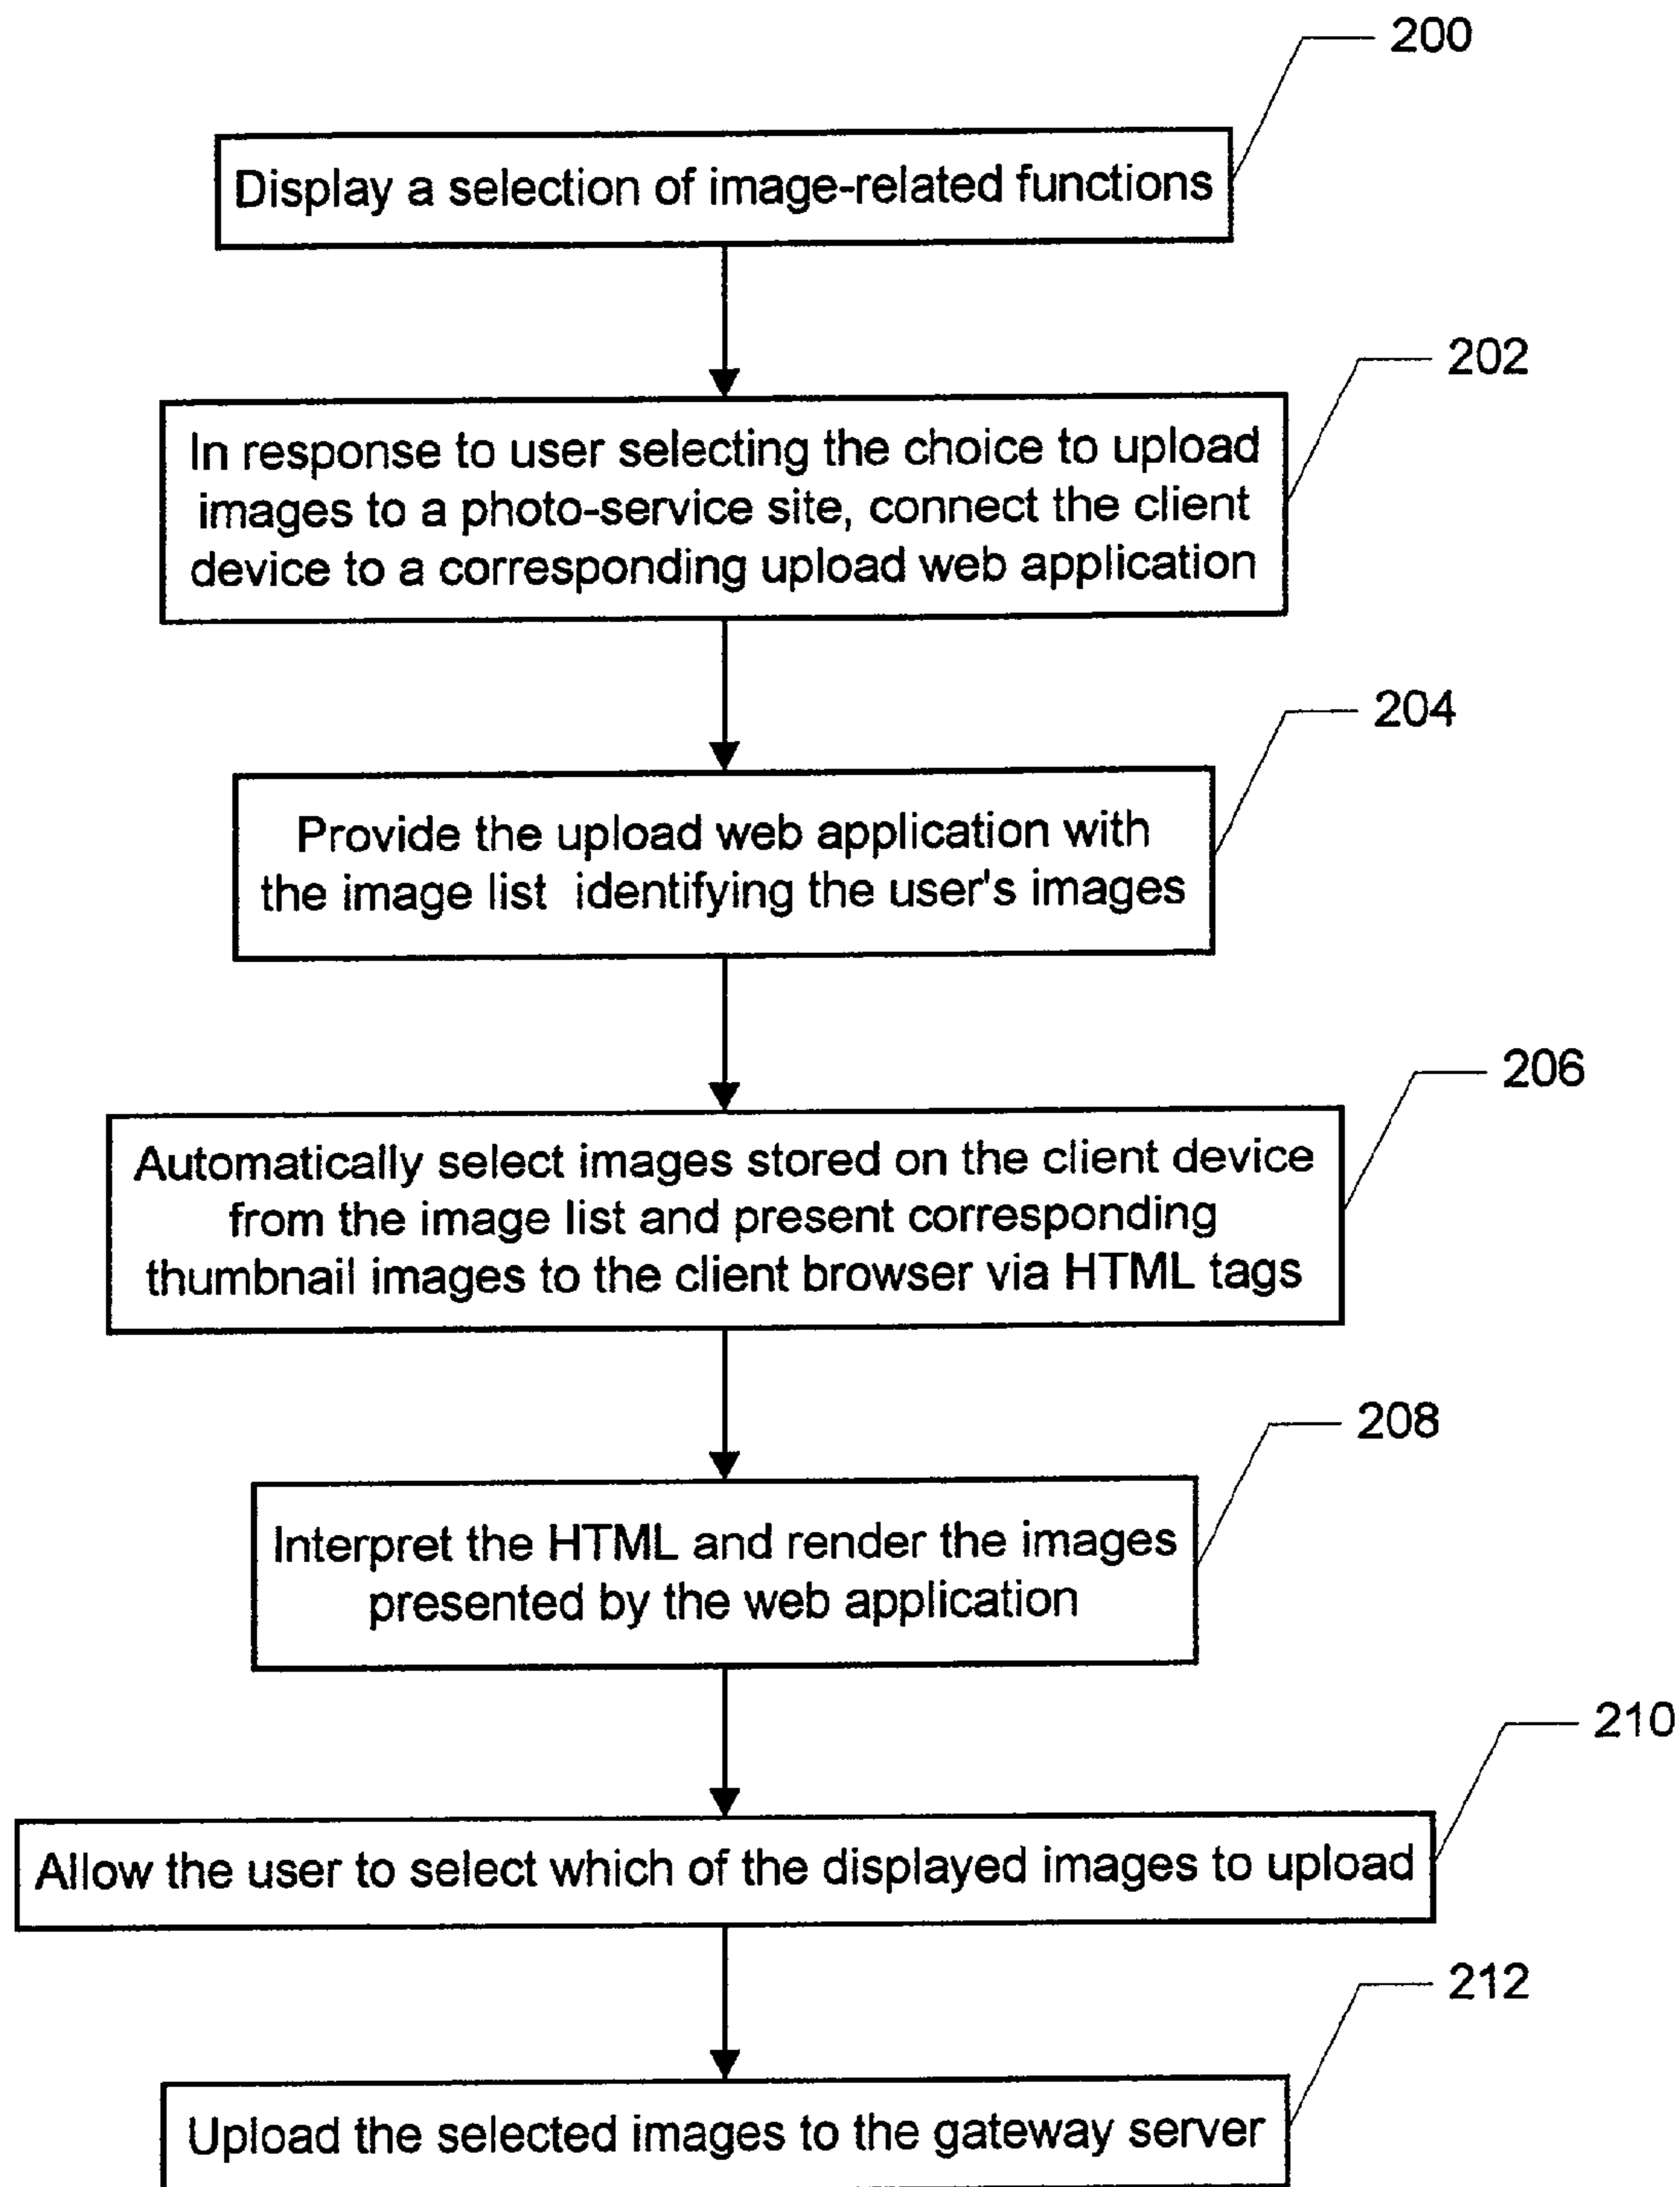 200
Display a selection of image-related functions
202
In response to user selecting the choice to upload
images to a photo-service site, connect the client
device to a corresponding upload web application
204
Provide the upload web application with
the image list identifying the user's images
206
Automatically select images stored on the client device
from the image list and present corresponding
thumbnail images to the client browser via HTML tags
208
Interpret the HTML and render the images
presented by the web application
210
Allow the user to select which of the displayed images to upload
212
Upload the selected images to the gateway server